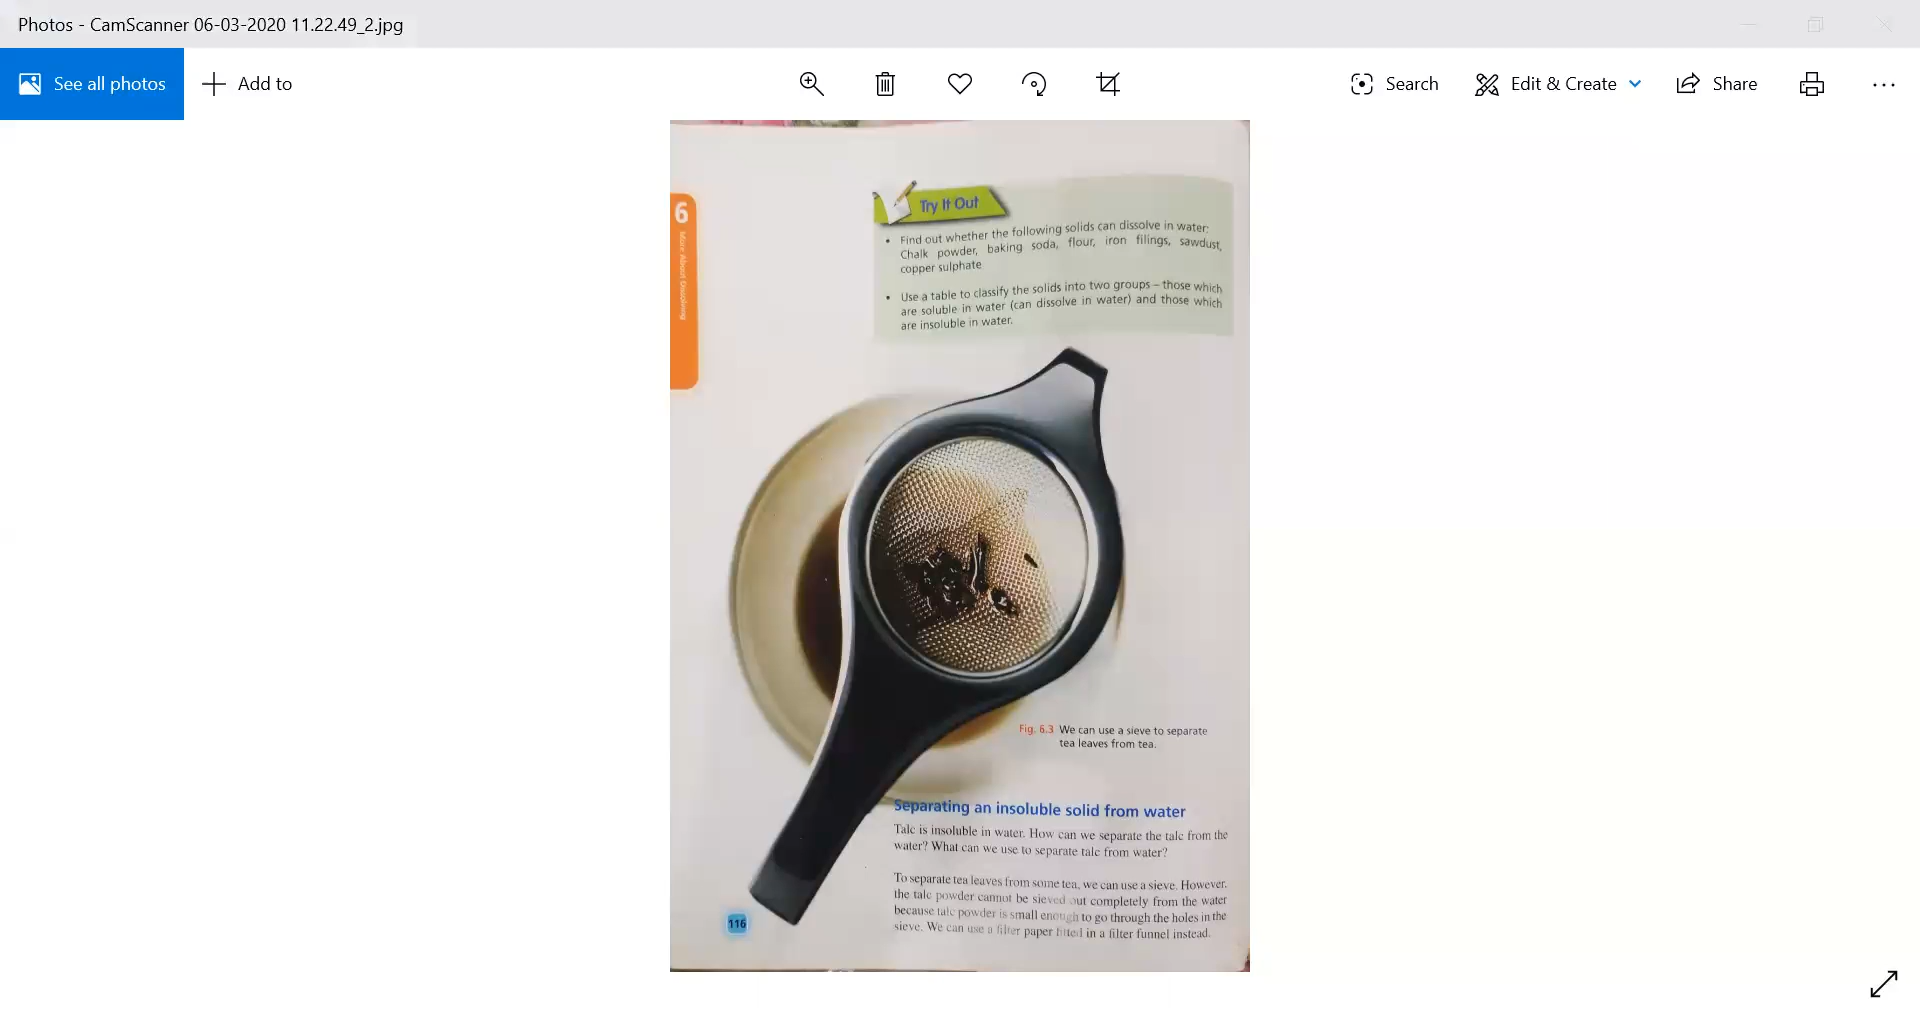 Photos - CamScanner 06-03-2020 11.22.49_2.jpg
See all photos
Add to
Search
Edit & Create
Share
6
More About Dissolving
Try It Out
• Find out whether the following solids can dissolve in water:
Chalk powder, baking soda, flour, iron filings, sawdust,
copper sulphate
• Use a table to classify the solids into two groups – those which
are soluble in water (can dissolve in water) and those which
are insoluble in water.
Fig. 6.3 We can use a sieve to separate
tea leaves from tea.
Separating an insoluble solid from water
Talc is insoluble in water. How can we separate the talc from the
water? What can we use to separate talc from water?
To separate tea leaves from some tea, we can use a sieve. However,
the talc powder cannot be sieved out completely from the water
because talc powder is small enough to go through the holes in the
sieve. We can use a filter paper fitted in a filter funnel instead.
116